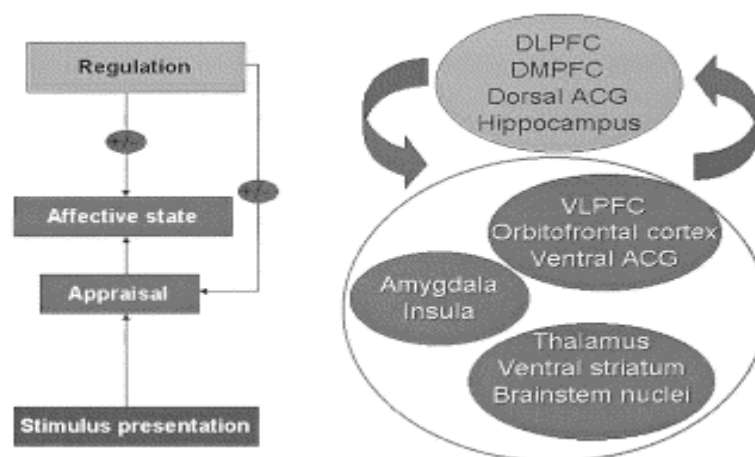 Regulation
+/-
+/-
Affective state
Appraisal
Stimulus presentation
DLPFC
DMPFC
Dorsal ACG
Hippocampus
VLPFC
Orbitofrontal cortex
Ventral ACG
Amygdala
Insula
Thalamus
Ventral striatum
Brainstem nuclei